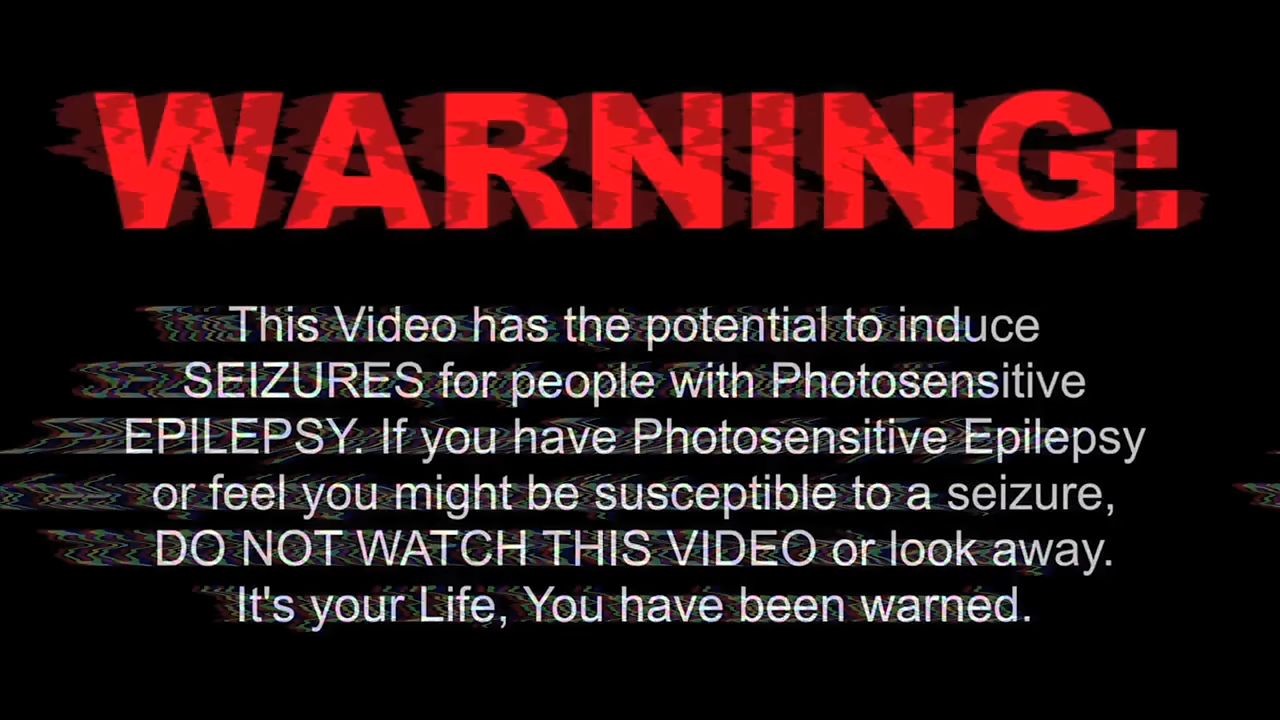 WARNING:
This Video has the potential to induce
SEIZURES for people with Photosensitive
EPILEPSY. If you have Photosensitive Epilepsy
or feel you might be susceptible to a seizure,
DO NOT WATCH THIS VIDEO or look away.
It's your Life, You have been warned.